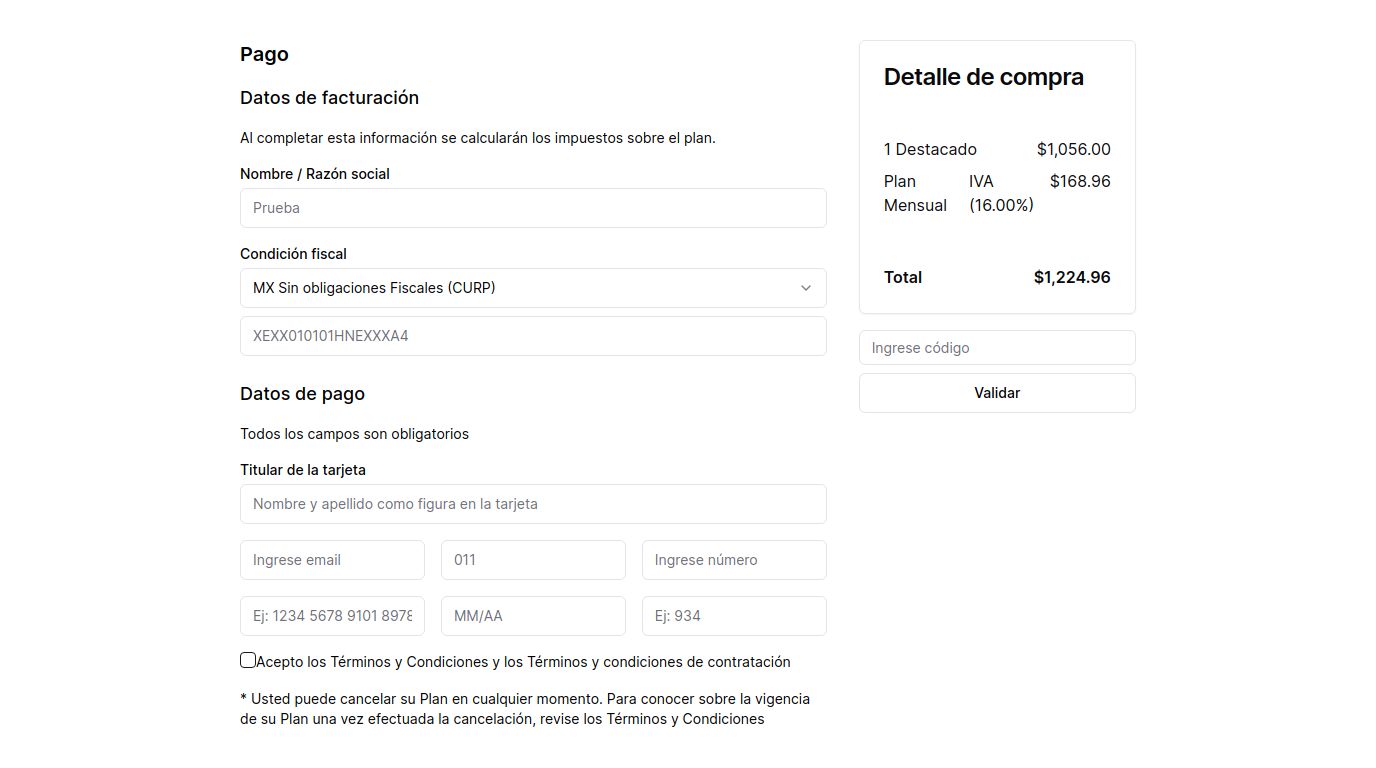 Pago
Datos de facturación
Al completar esta información se calcularán los impuestos sobre el plan.
Nombre / Razón social
Prueba
Condición fiscal
MX Sin obligaciones Fiscales (CURP)
XEXX010101HNEXXXA4
Datos de pago
Todos los campos son obligatorios
Titular de la tarjeta
Nombre y apellido como figura en la tarjeta
Ingrese email 011 Ingrese número
Ej: 1234 5678 9101 8978 MM/AA Ej: 934
Acepto los Términos y Condiciones y los Términos y condiciones de contratación
* Usted puede cancelar su Plan en cualquier momento. Para conocer sobre la vigencia
de su Plan una vez efectuada la cancelación, revise los Términos y Condiciones
Detalle de compra
1 Destacado $1,056.00
Plan IVA $168.96
Mensual (16.00%)
Total $1,224.96
Ingrese código
Validar